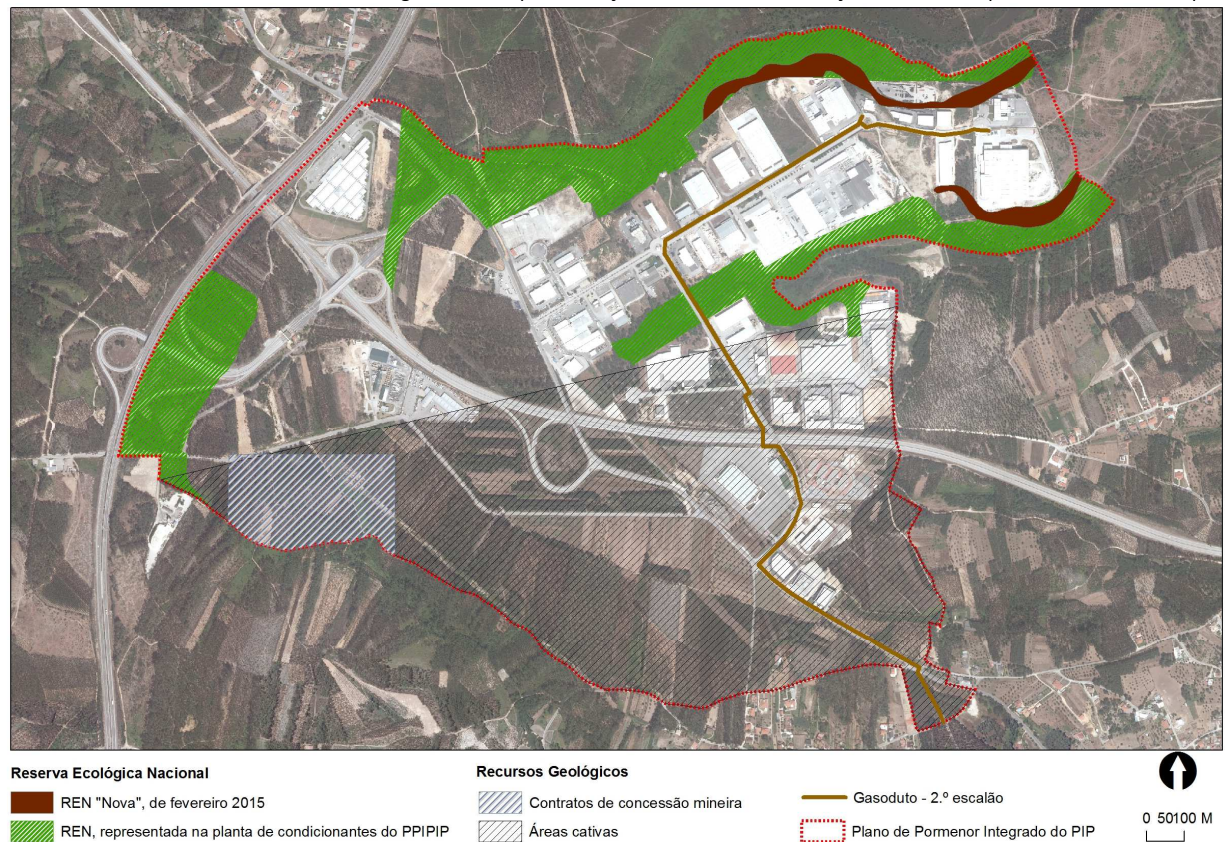 Reserva Ecológica Nacional
REN "Nova", de fevereiro 2015
REN, representada na planta de condicionantes do PPIPIP
Recursos Geológicos
Contratos de concessão mineira
Áreas cativas
Gasoduto - 2.º escalão
Plano de Pormenor Integrado do PIP
0 50100 M